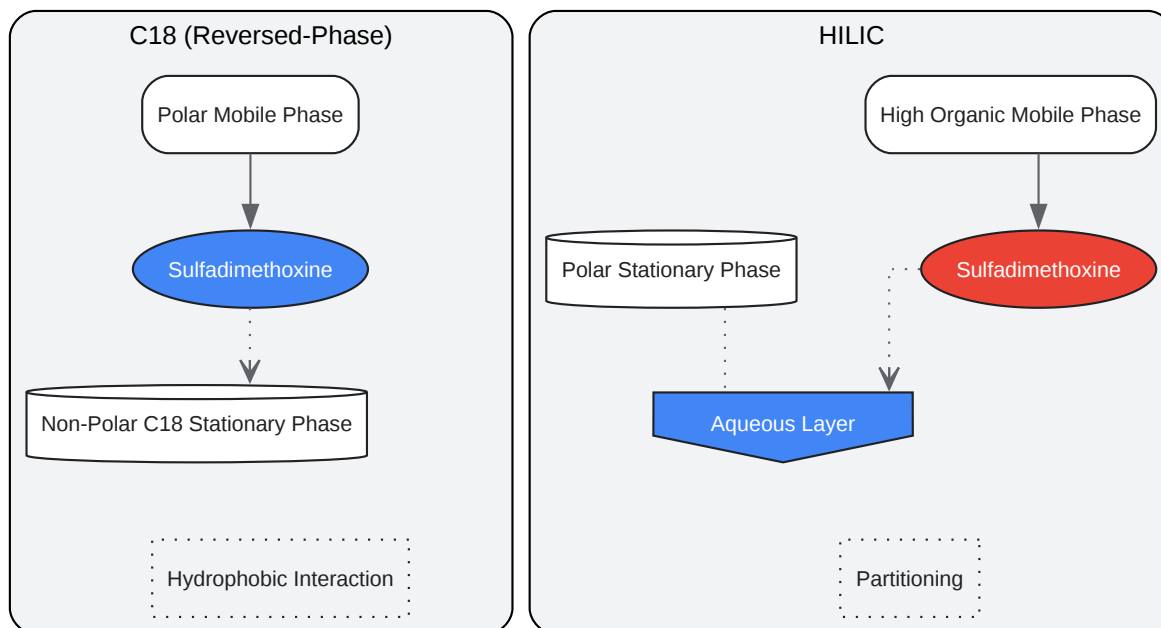 C18 (Reversed-Phase)
Polar Mobile Phase
Sulfadimethoxine
Non-Polar C18 Stationary Phase
Hydrophobic Interaction
HILIC
High Organic Mobile Phase
Polar Stationary Phase
Sulfadimethoxine
Aqueous Layer
Partitioning